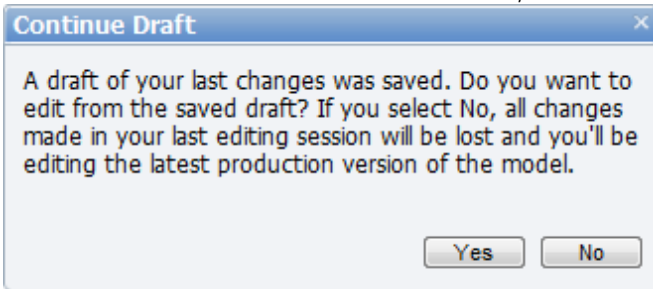 Continue Draft
A draft of your last changes was saved. Do you want to
edit from the saved draft? If you select No, all changes
made in your last editing session will be lost and you'll be
editing the latest production version of the model.
Yes No